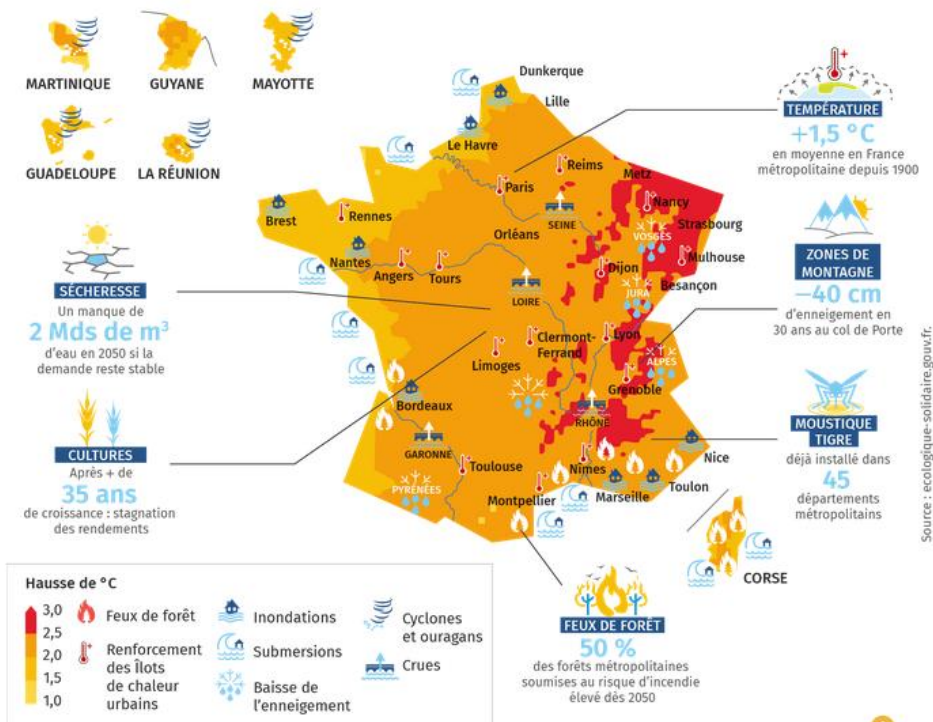 MARTINIQUE
GUYANE
MAYOTTE
GUADELOUPE
LA RÉUNION
Dunkerque
Lille
Le Havre
Reims
Metz
Paris
Nancy
Brest
Rennes
SEINE
Strasbourg
VOSGES
Orléans
Nantes
Angers
Tours
Dijon
Mulhouse
Besançon
LOIRE
JURA
Clermont-
Ferrand
Lyon
Limoges
ALPES
Grenoble
Bordeaux
RHÔNE
GARONNE
Toulouse
Nîmes
Nice
PYRÉNÉES
Montpellier
Marseille
Toulon
CORSE
SÉCHERESSE
Un manque de
2 Mds de m³
d'eau en 2050 si la
demande reste stable
CULTURES
Après + de
35 ans
de croissance : stagnation
des rendements
TEMPÉRATURE
+1,5 °C
en moyenne en France
métropolitaine depuis 1900
ZONES DE
MONTAGNE
−40 cm
d'enneigement en
30 ans au col de Porte
MOUSTIQUE
TIGRE
déjà installé dans
45
départements
métropolitains
FEUX DE FORÊT
50 %
des forêts métropolitaines
soumises au risque d'incendie
élevé dès 2050
Hausse de °C
3,0
2,5
2,0
1,5
1,0
Feux de forêt
Renforcement
des Îlots
de chaleur
urbains
Inondations
Submersions
Baisse de
l'enneigement
Cyclones
et ouragans
Crues
Source : ecologique-solidaire.gouv.fr.